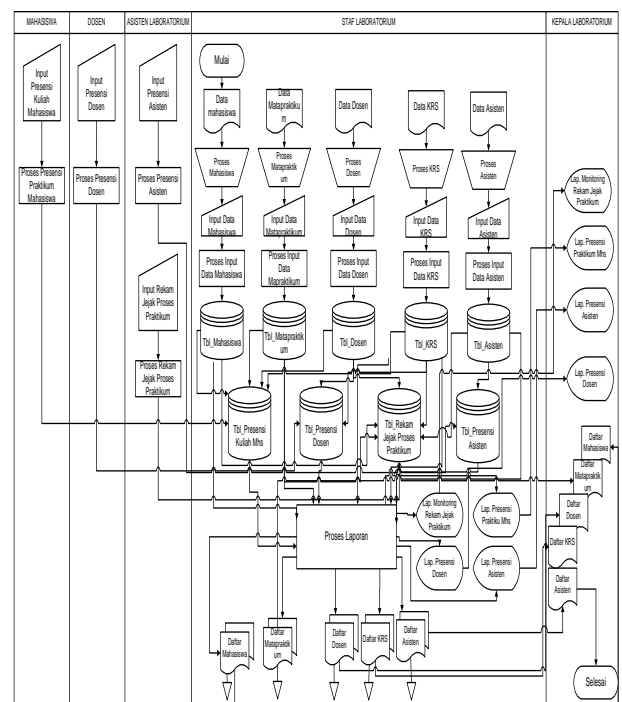 MAHASISWA
DOSEN
ASISTEN LABORATORIUM
STAF LABORATORIUM
KEPALA LABORATORIUM
Input
Presensi
Kuliah
Mahasiswa
Input
Presensi
Dosen
Input
Presensi
Asisten
Mulai
Data
mahasiswa
Data
Matapraktiku
m
Data Dosen
Data KRS
Data Asisten
Proses
Mahasiswa
Proses
Matapraktik
um
Proses
Dosen
Proses KRS
Proses
Asisten
Proses Presensi
Praktikum
Mahasiswa
Proses Presensi
Dosen
Proses Presensi
Asisten
Lap. Monitoring
Rekam Jejak
Praktikum
Input Data
Mahasiswa
Input Data
Matapraktikum
Input Data
Dosen
Input Data
KRS
Input Data
Asisten
Lap. Presensi
Praktikum Mhs
Proses Input
Data Mahasiswa
Proses Input
Data
Mapraktikum
Proses Input
Data Dosen
Proses Input
Data KRS
Proses Input
Data Asisten
Input Rekam
Jejak Proses
Praktikum
Lap. Presensi
Asisten
Tbl_Mahasiswa
Tbl_Matapraktik
um
Tbl_Dosen
Tbl_KRS
Tbl_Asisten
Proses Rekam
Jejak Proses
Praktikum
Lap. Presensi
Dosen
Tbl_Presensi
Kuliah Mhs
Tbl_Presensi
Dosen
Tbl_Rekam
Jejak Proses
Praktikum
Tbl_Presensi
Asisten
Daftar
Mahasiswa
Daftar
Matapraktik
um
Daftar
Dosen
Daftar KRS
Daftar
Asisten
Proses Laporan
Lap. Monitoring
Rekam Jejak
Praktikum
Lap. Presensi
Praktiku Mhs
Lap. Presensi
Dosen
Lap. Presensi
Asisten
Daftar
Mahasiswa
Daftar
Matapraktik
um
Daftar
Dosen
Daftar KRS
Daftar
Asisten
Selesai